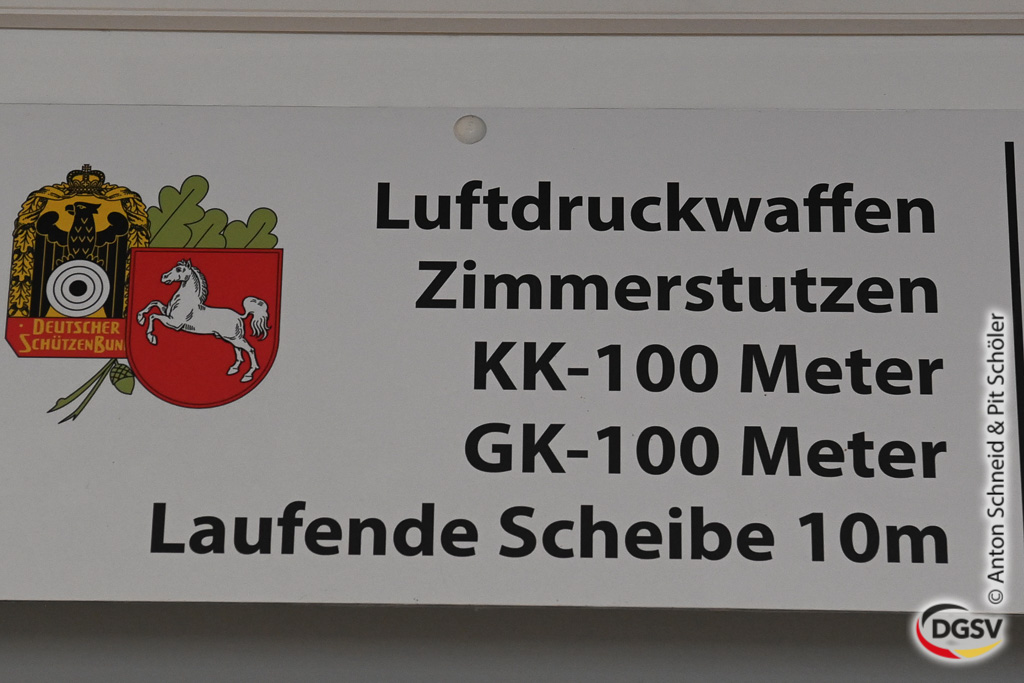 Luftdruckwaffen
Zimmerstutzen
KK-100 Meter
GK-100 Meter
Laufende Scheibe 10m
DEUTSCHER
SCHÜTZENBUN
© Anton Schneid & Pit Schöler
DGSV